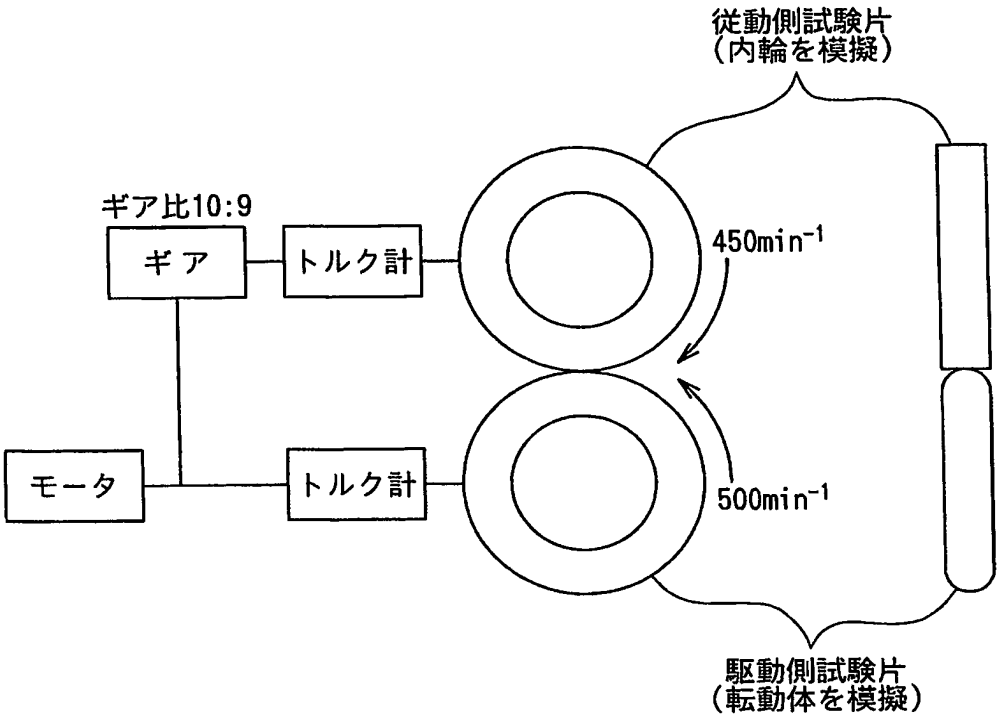 従動側試験片
(内輪を模擬)
ギア比10:9
ギア
トルク計
450min⁻¹
モータ
トルク計
500min⁻¹
駆動側試験片
(転動体を模擬)